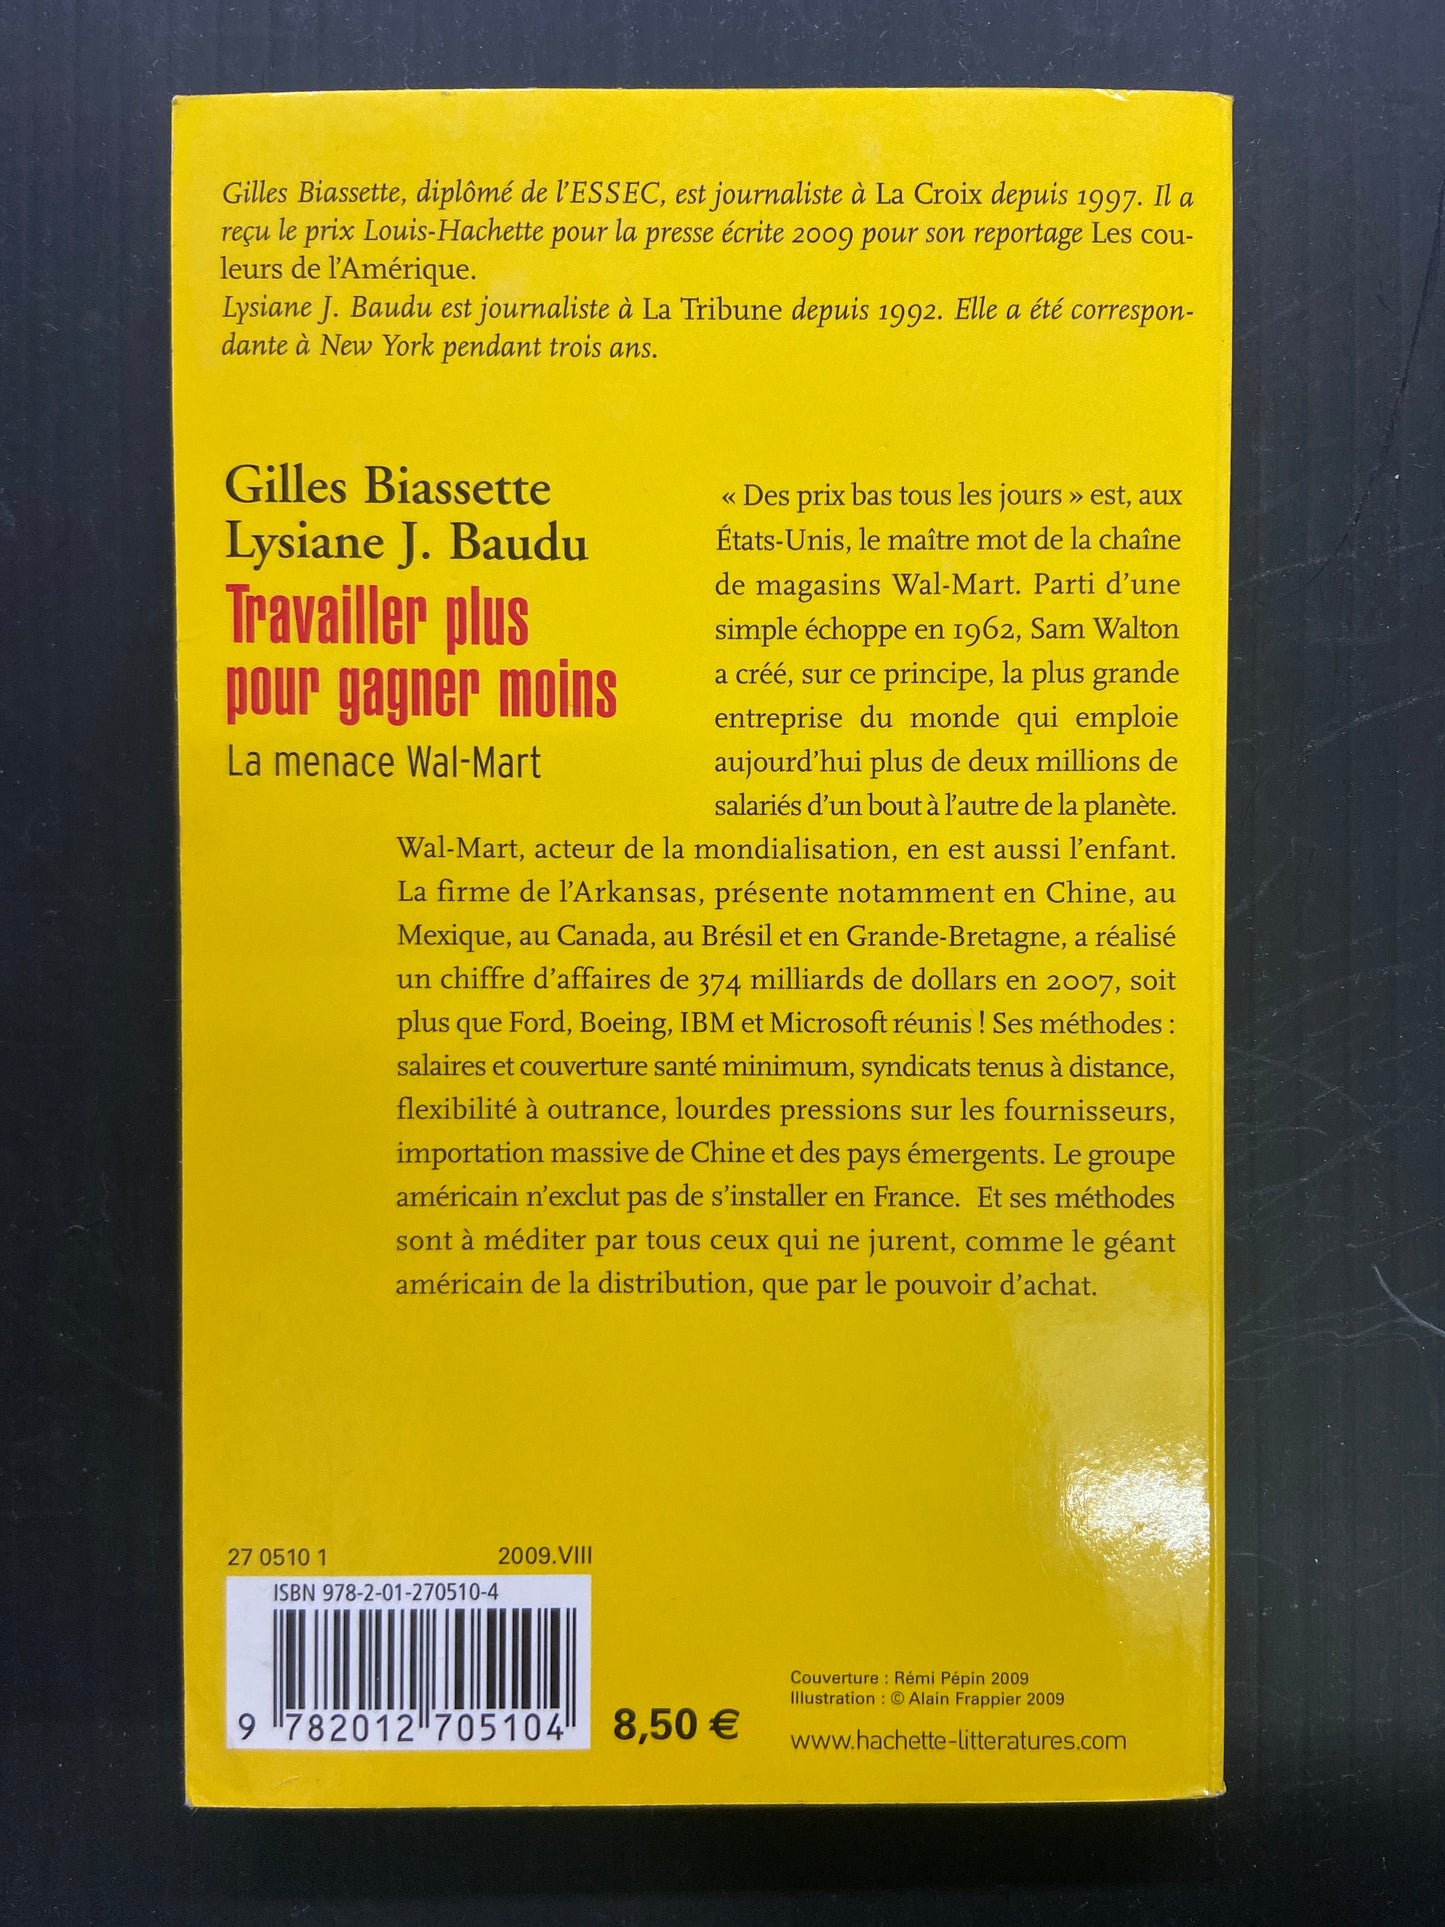 Gilles Biassette, diplômé de l'ESSEC, est journaliste à La Croix depuis 1997. Il a
reçu le prix Louis-Hachette pour la presse écrite 2009 pour son reportage Les cou-
leurs de l'Amérique.
Lysiane J. Baudu est journaliste à La Tribune depuis 1992. Elle a été correspon-
dante à New York pendant trois ans.
Gilles Biassette
Lysiane J. Baudu
Travailler plus
pour gagner moins
La menace Wal-Mart
« Des prix bas tous les jours » est, aux
États-Unis, le maître mot de la chaîne
de magasins Wal-Mart. Parti d'une
simple échoppe en 1962, Sam Walton
a créé, sur ce principe, la plus grande
entreprise du monde qui emploie
aujourd'hui plus de deux millions de
salariés d'un bout à l'autre de la planète.
Wal-Mart, acteur de la mondialisation, en est aussi l'enfant.
La firme de l'Arkansas, présente notamment en Chine, au
Mexique, au Canada, au Brésil et en Grande-Bretagne, a réalisé
un chiffre d'affaires de 374 milliards de dollars en 2007, soit
plus que Ford, Boeing, IBM et Microsoft réunis ! Ses méthodes :
salaires et couverture santé minimum, syndicats tenus à distance,
flexibilité à outrance, lourdes pressions sur les fournisseurs,
importation massive de Chine et des pays émergents. Le groupe
américain n'exclut pas de s'installer en France. Et ses méthodes
sont à méditer par tous ceux qui ne jurent, comme le géant
américain de la distribution, que par le pouvoir d'achat.
27 0510 1 2009.VIII
ISBN 978-2-01-270510-4
9 782012 705104
8,50 €
Couverture : Rémi Pépin 2009
Illustration : © Alain Frappier 2009
www.hachette-litteratures.com